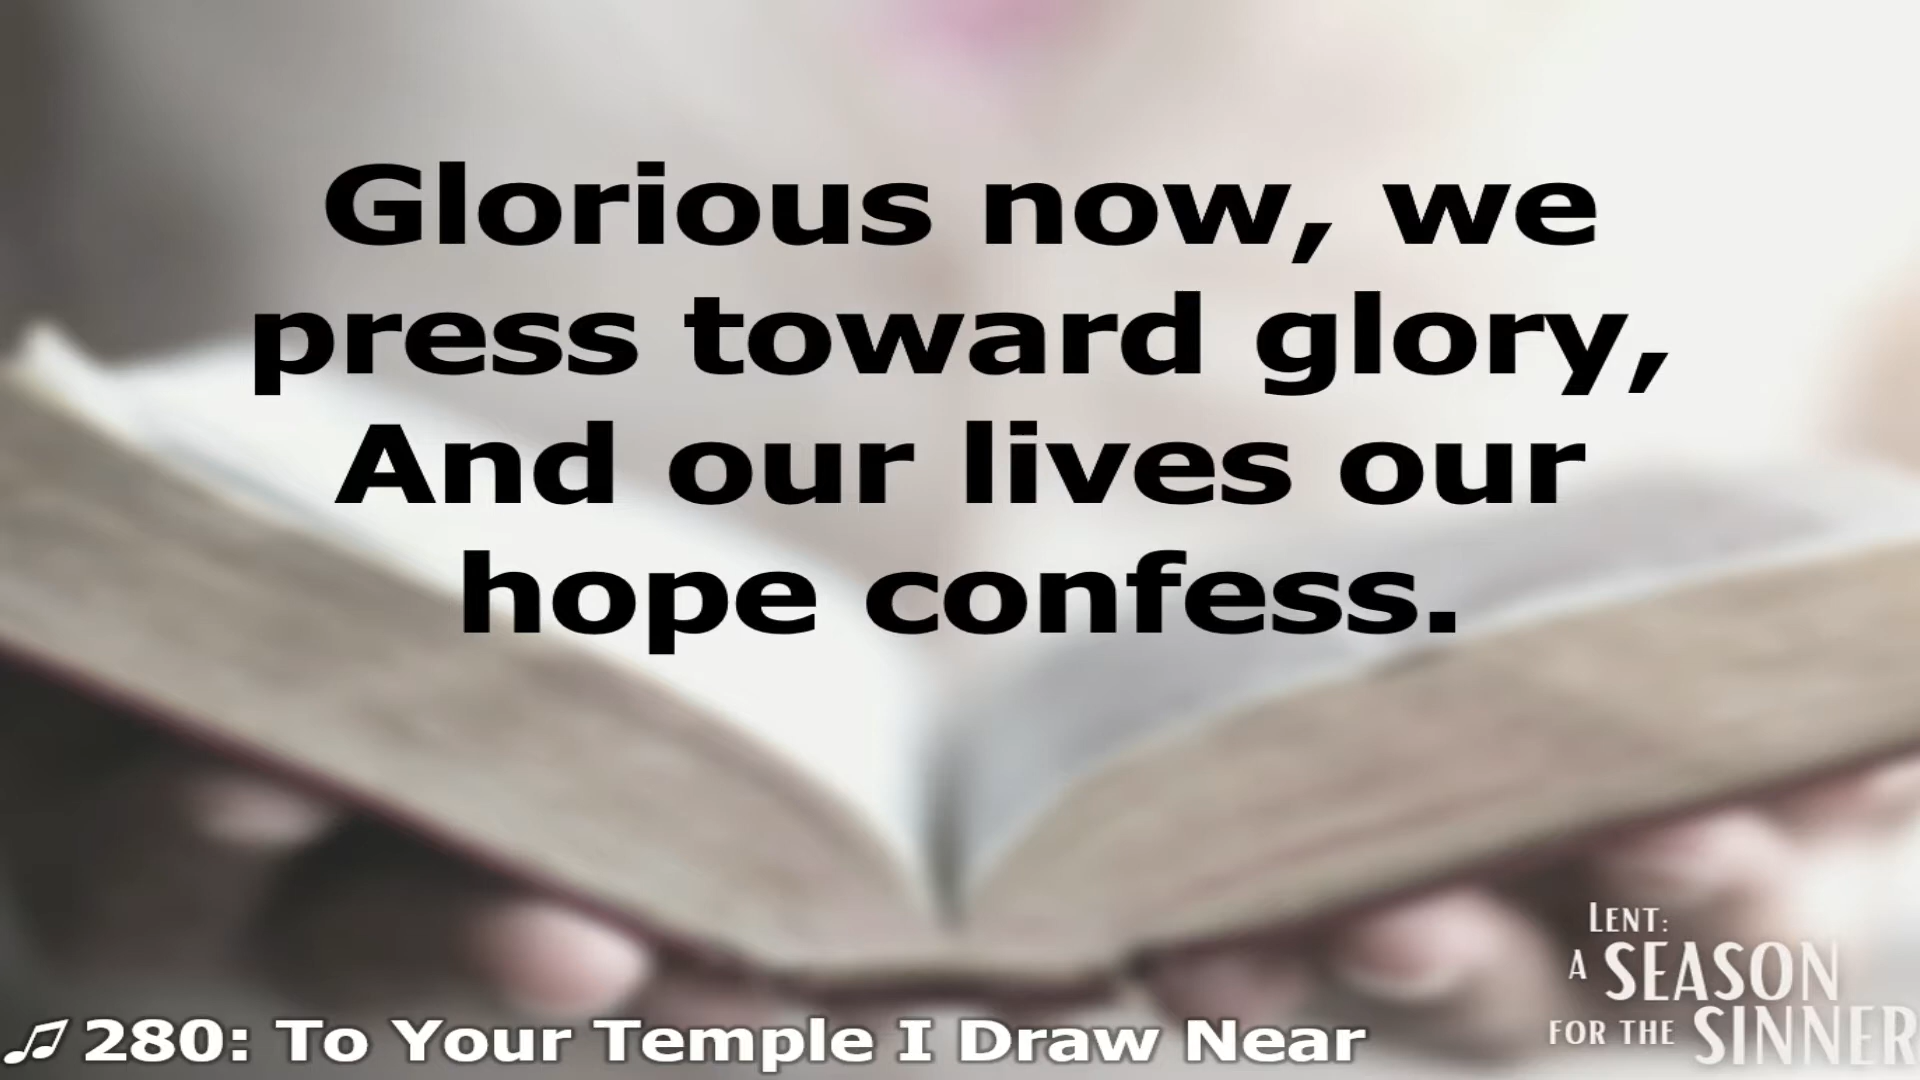 Glorious now, we
press toward glory,
And our lives our
hope confess.
LENT:
A SEASON
FOR THE SINNER
♫ 280: To Your Temple I Draw Near